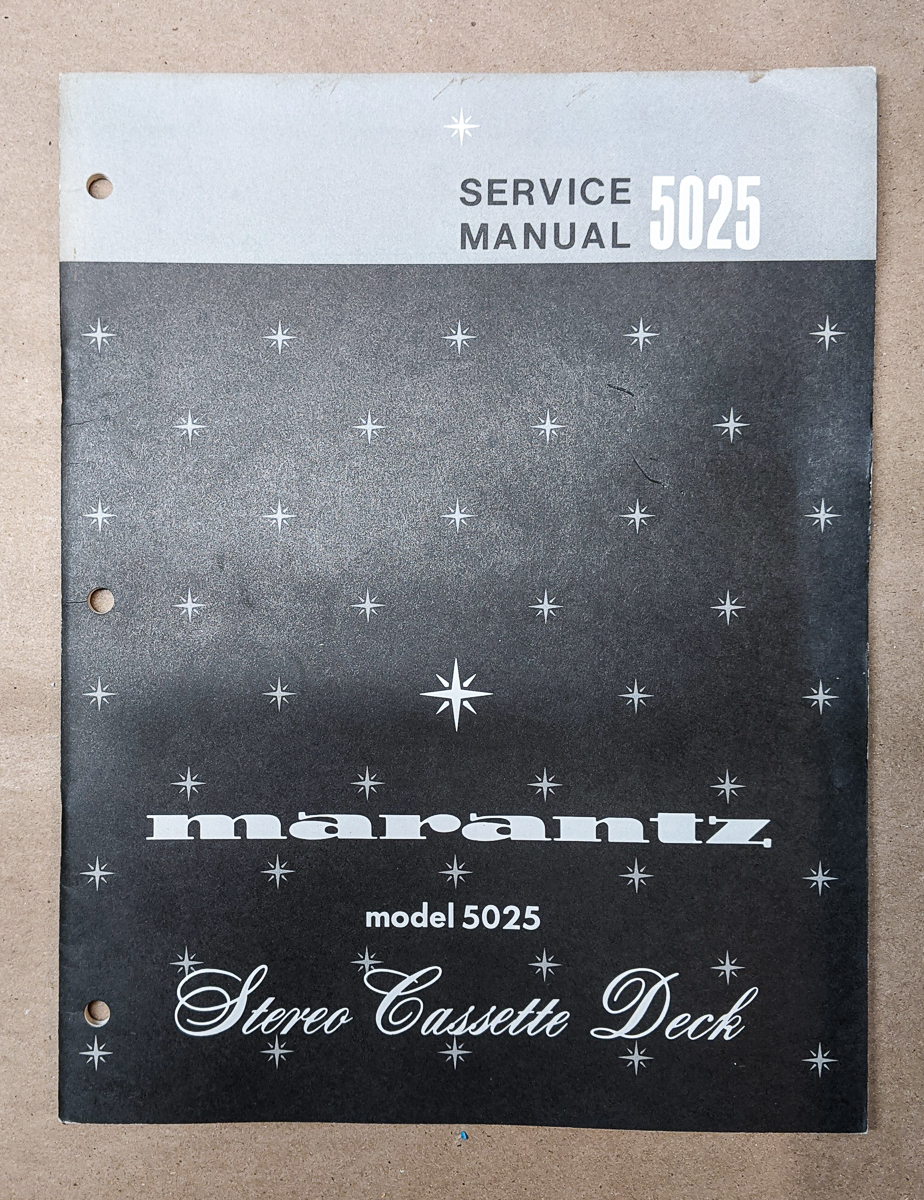 SERVICE
MANUAL 5025
marantz
model 5025
Stereo Cassette Deck